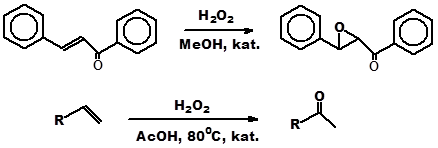 H2O2
MeOH, kat.
O
O
O
H2O2
AcOH, 80°C, kat.
R
R
O